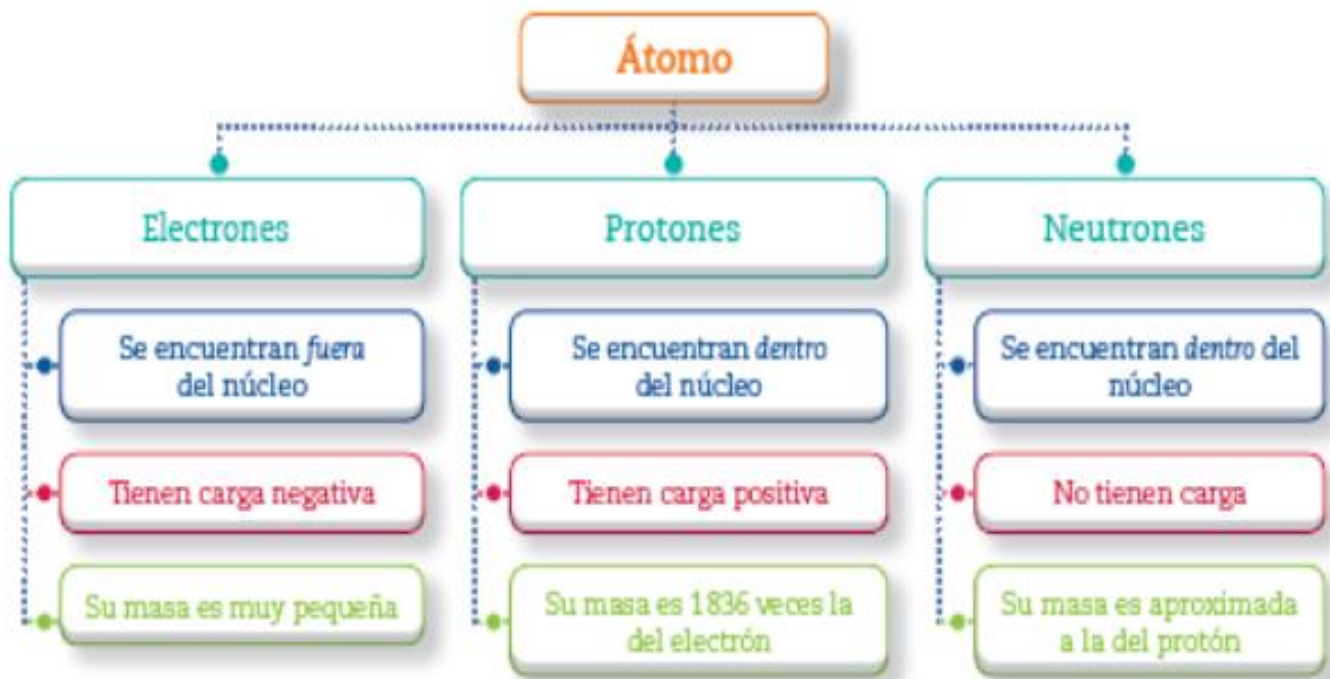 Átomo
Electrones
Protones
Neutrones
Se encuentran fuera
del núcleo
Se encuentran dentro
del núcleo
Se encuentran dentro del
núcleo
Tienen carga negativa
Tienen carga positiva
No tienen carga
Su masa es muy pequeña
Su masa es 1836 veces la
del electrón
Su masa es aproximada
a la del protón